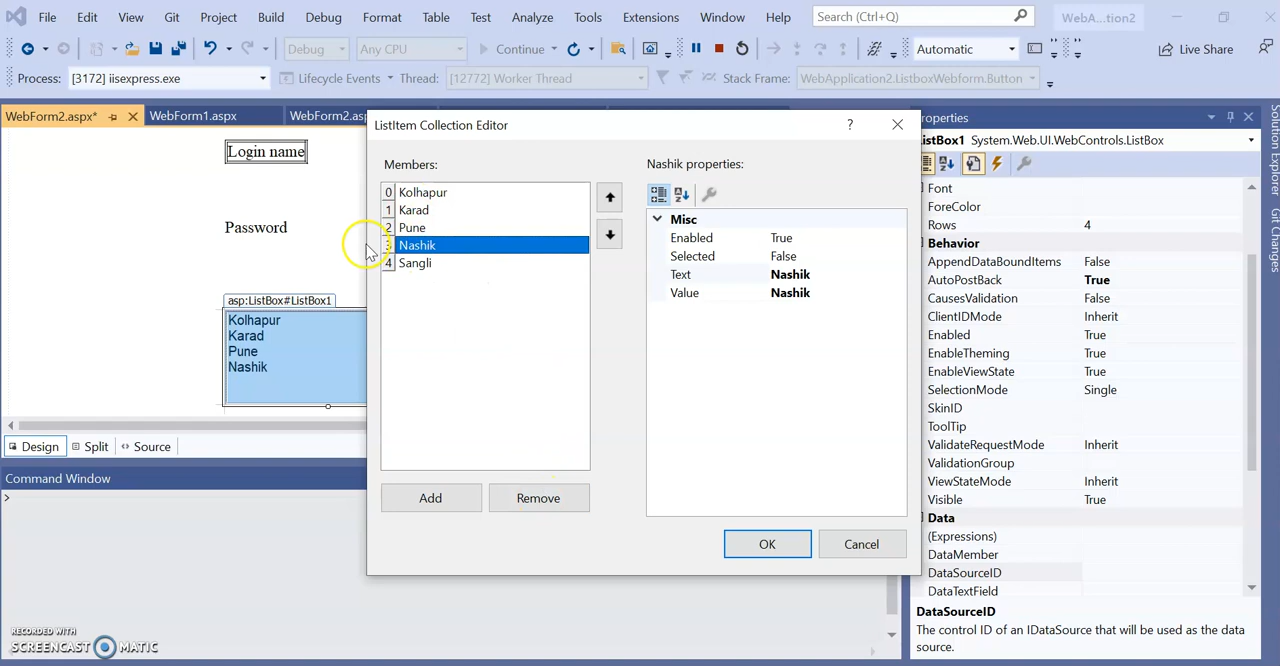 File Edit View Git Project Build Debug Format Table Test Analyze Tools Extensions Window Help Search (Ctrl+Q) WebA...tion2
Debug Any CPU Continue Automatic Live Share
Process: [3172] iisexpress.exe Lifecycle Events Thread: [12772] Worker Thread Stack Frame: WebApplication2.ListboxWebform.Button
WebForm2.aspx* WebForm1.aspx WebForm2.asp
Login name
Password
asp:ListBox#ListBox1
Kolhapur
Karad
Pune
Nashik
Design Split Source
Command Window
>
ListItem Collection Editor ?
Members:
0 Kolhapur
1 Karad
2 Pune
3 Nashik
4 Sangli
Add Remove
Nashik properties:
Misc
Enabled True
Selected False
Text Nashik
Value Nashik
OK Cancel
roperties
istBox1 System.Web.UI.WebControls.ListBox
Font
ForeColor
Rows 4
Behavior
AppendDataBoundItems False
AutoPostBack True
CausesValidation False
ClientIDMode Inherit
Enabled True
EnableTheming True
EnableViewState True
SelectionMode Single
SkinID
ToolTip
ValidateRequestMode Inherit
ValidationGroup
ViewStateMode Inherit
Visible True
Data
(Expressions)
DataMember
DataSourceID
DataTextField
DataSourceID
The control ID of an IDataSource that will be used as the data
source.
Solution Explorer
Git Changes
RECORDED WITH
SCREENCAST MATIC